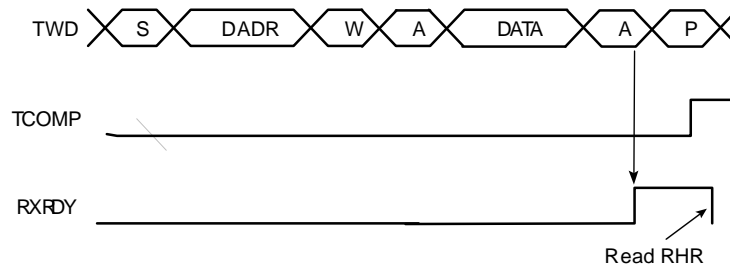 TWD S DADR W A DATA A P
TCOMP
RXRDY
Read RHR